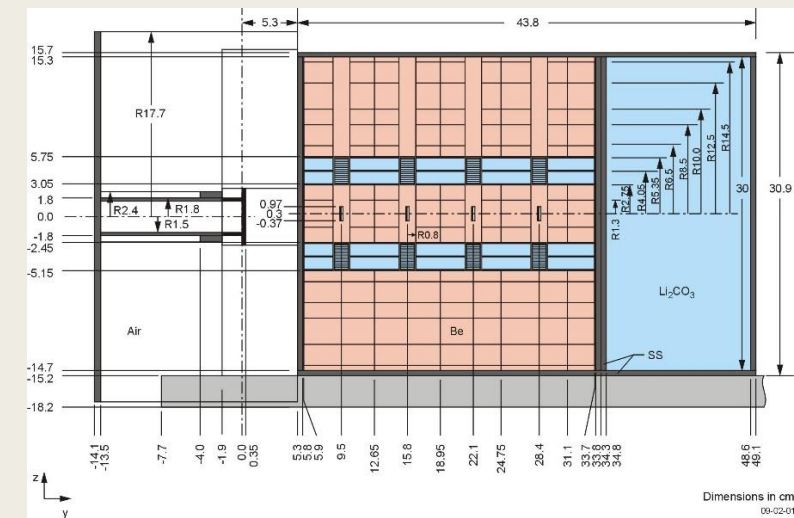 5.3
43.8
15.7
15.3
R17.7
5.75
3.05
1.8
0.0
-1.8
-2.45
-5.15
R2.4
R1.8
R1.5
0.97
0.3
-0.37
R0.8
R1.3
R2.75
R4.05
R5.35
R6.5
R8.5
R10.0
R12.5
R14.5
30
30.9
Li2CO3
Air
Be
SS
-14.7
-15.2
-18.2
-14.1
-13.5
-7.7
-4.0
-1.9
0.0
0.35
5.3
5.8
5.9
9.5
12.65
15.8
18.95
22.1
24.75
28.4
31.1
33.7
33.8
34.3
34.8
48.6
49.1
z
y
Dimensions in cm
09-02-01